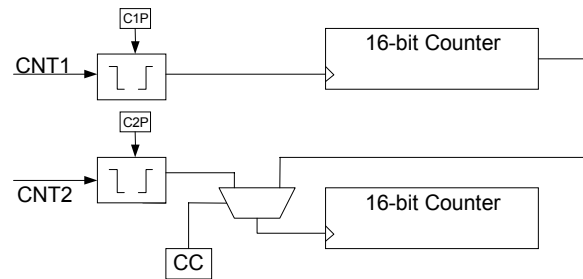 C1P
16-bit Counter
CNT1
C2P
CNT2
16-bit Counter
CC